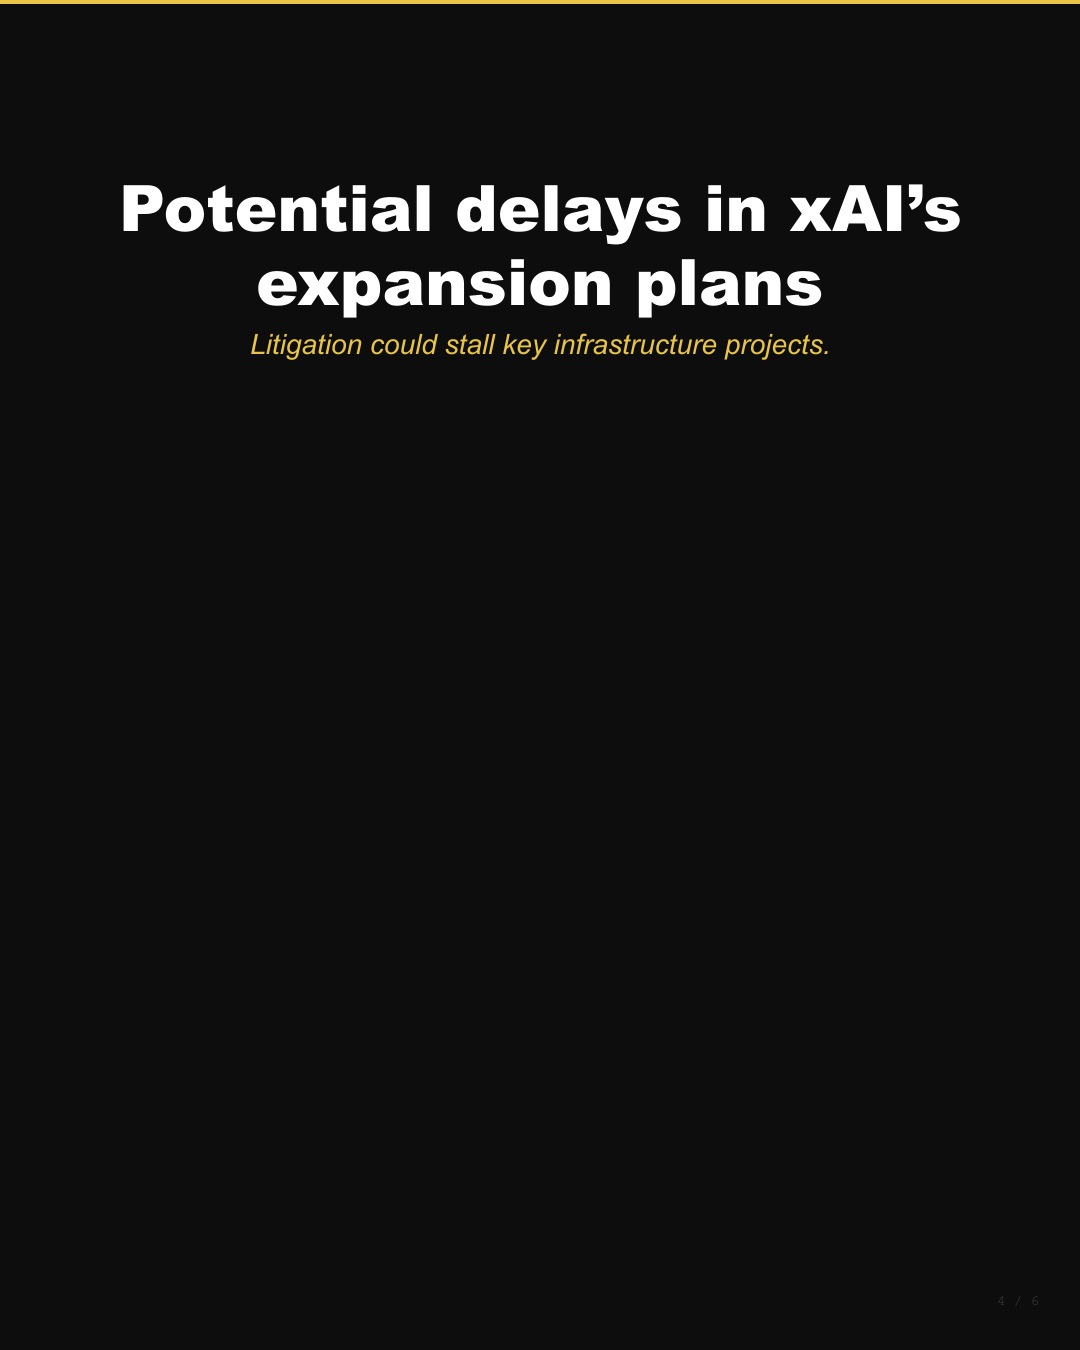 Potential delays in xAI’s
expansion plans
Litigation could stall key infrastructure projects.
4 / 6